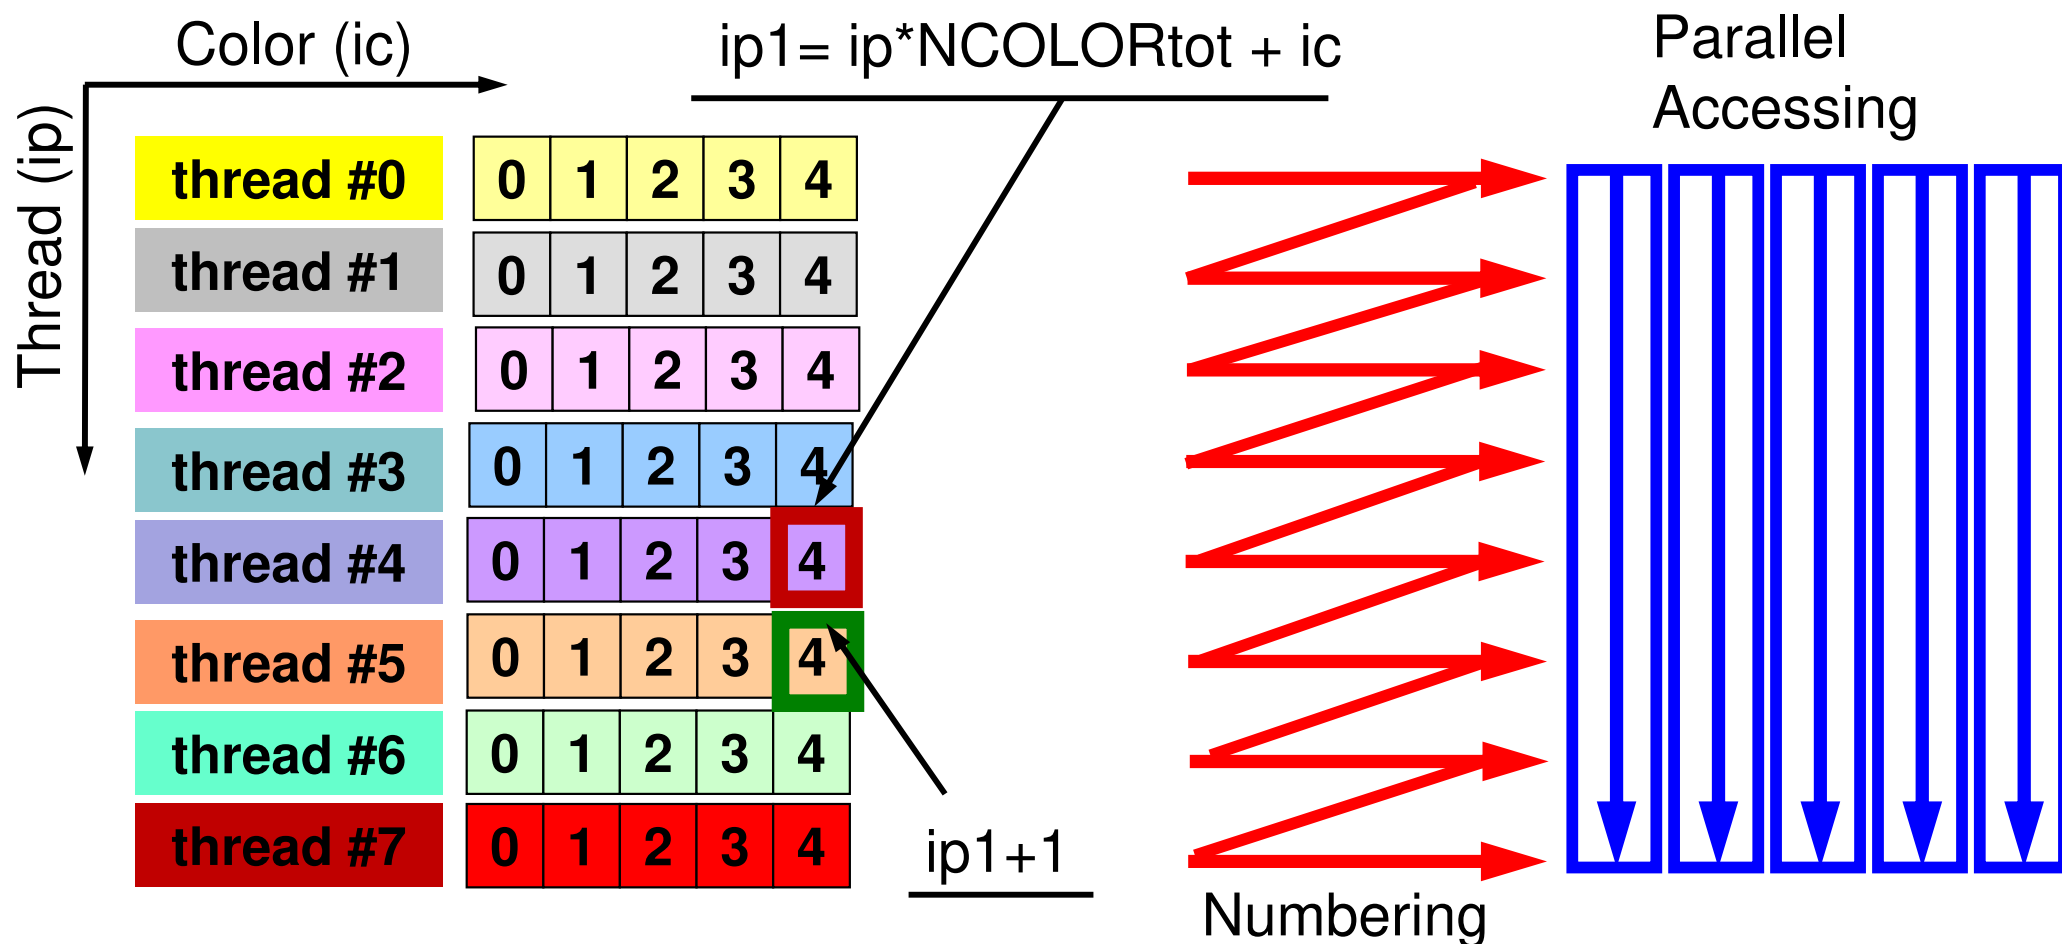 Color (ic)
ip1= ip*NCOLORtot + ic
Parallel
Accessing
Thread (ip)
thread #0 0 1 2 3 4
thread #1 0 1 2 3 4
thread #2 0 1 2 3 4
thread #3 0 1 2 3 4
thread #4 0 1 2 3 4
thread #5 0 1 2 3 4
thread #6 0 1 2 3 4
thread #7 0 1 2 3 4
ip1+1
Numbering